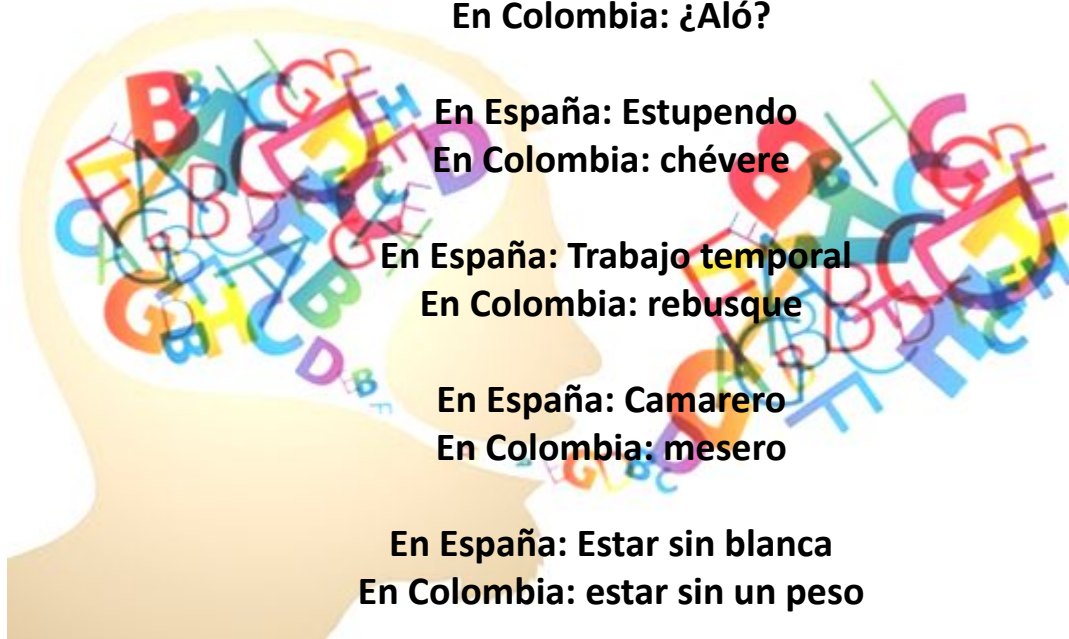 En Colombia: ¿Aló?
En España: Estupendo
En Colombia: chévere
En España: Trabajo temporal
En Colombia: rebusque
En España: Camarero
En Colombia: mesero
En España: Estar sin blanca
En Colombia: estar sin un peso